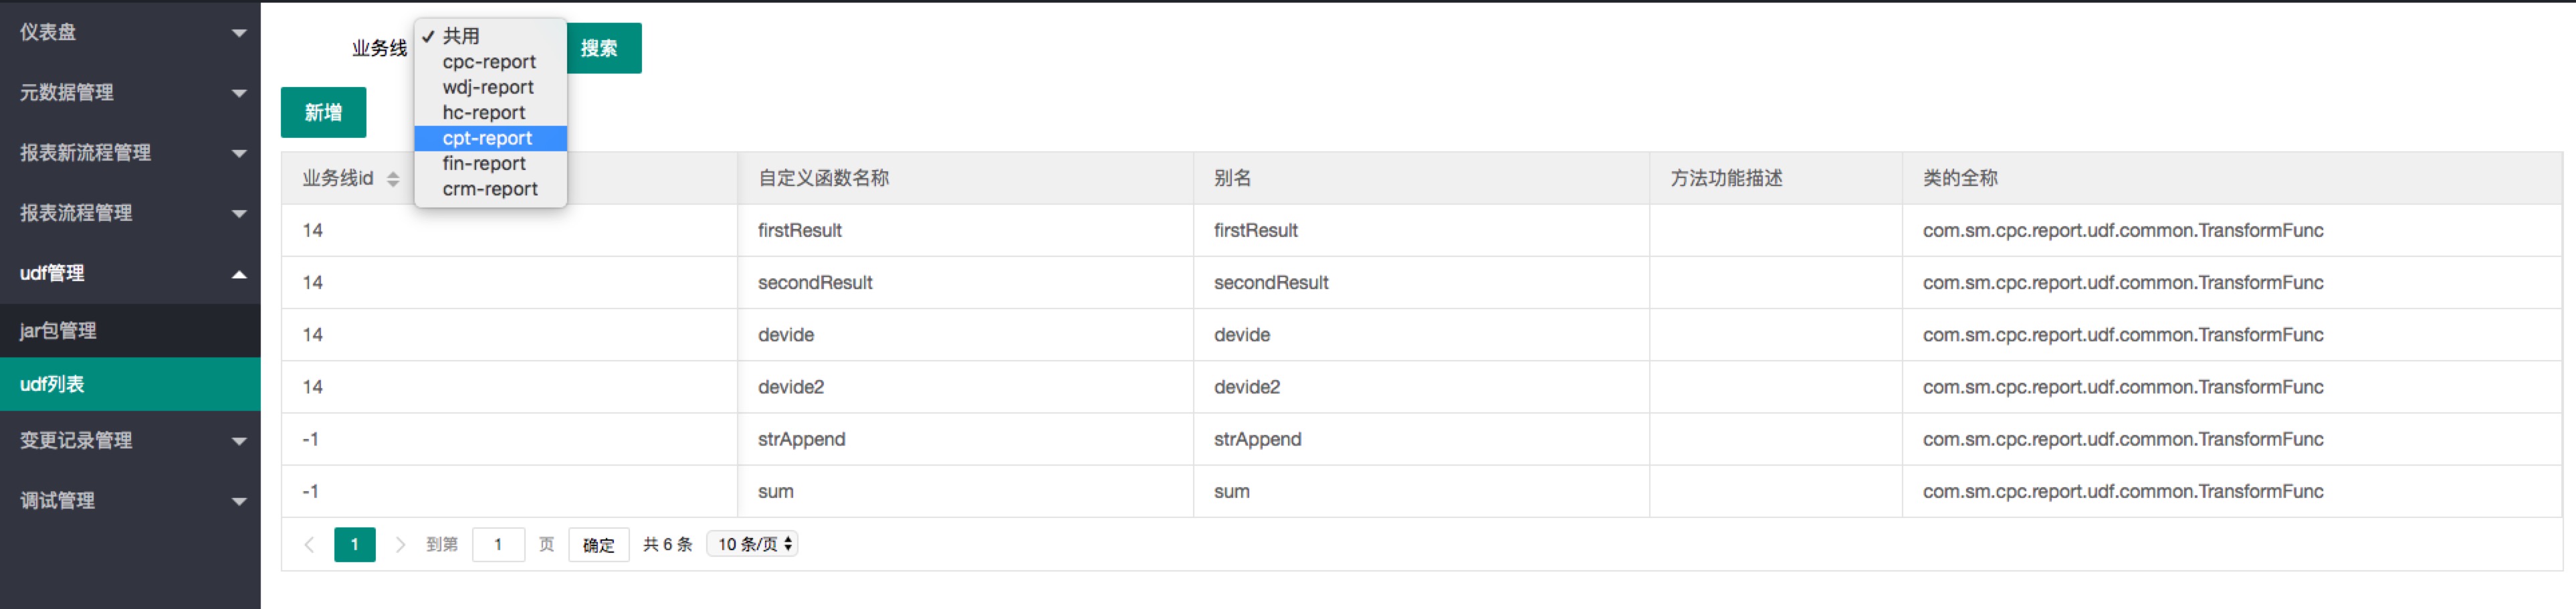 仪表盘
元数据管理
报表新流程管理
报表流程管理
udf管理
jar包管理
udf列表
变更记录管理
调试管理
业务线
✓ 共用
cpc-report
wdj-report
hc-report
cpt-report
fin-report
crm-report
搜索
新增
业务线id 自定义函数名称 别名 方法功能描述 类的全称
14 firstResult firstResult com.sm.cpc.report.udf.common.TransformFunc
14 secondResult secondResult com.sm.cpc.report.udf.common.TransformFunc
14 devide devide com.sm.cpc.report.udf.common.TransformFunc
14 devide2 devide2 com.sm.cpc.report.udf.common.TransformFunc
-1 strAppend strAppend com.sm.cpc.report.udf.common.TransformFunc
-1 sum sum com.sm.cpc.report.udf.common.TransformFunc
1 到第 1 页 确定 共 6 条 10 条/页